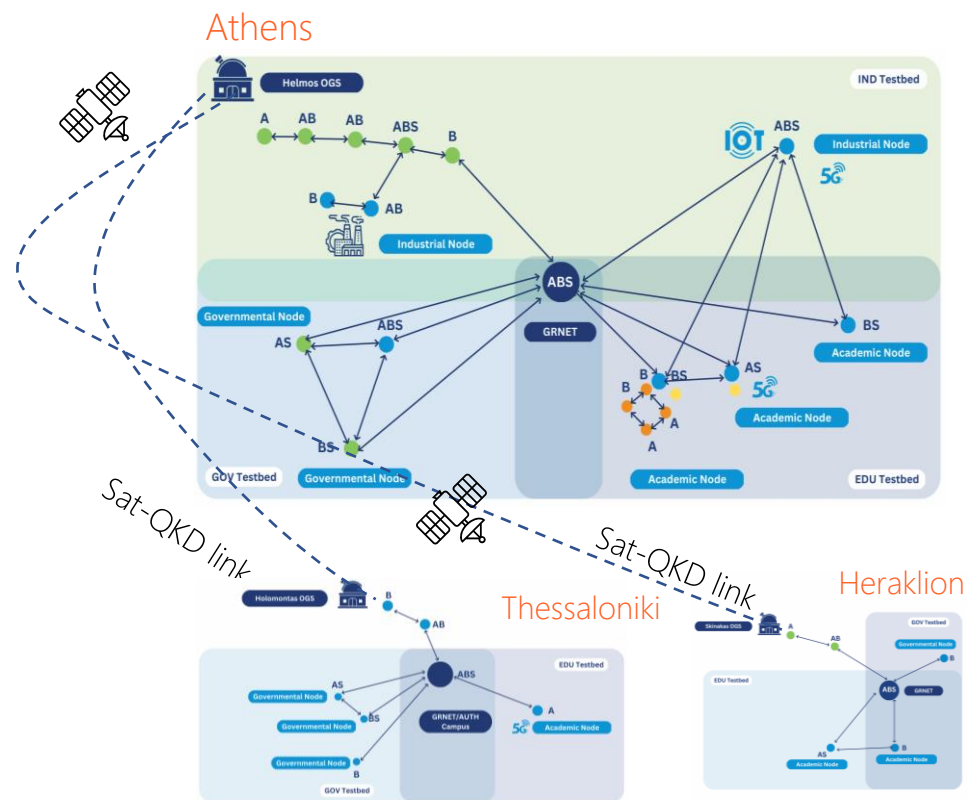 Athens
Helmos OGS
IND Testbed
A
AB
AB
ABS
B
IOT
ABS
Industrial Node
5G
B
AB
Industrial Node
ABS
GRNET
Governmental Node
AS
ABS
BS
Academic Node
B
BS
AS
5G
B
A
A
Academic Node
BS
GOV Testbed
Governmental Node
Academic Node
EDU Testbed
Sat-QKD link
Sat-QKD link
Holomontas OGS
B
AB
Thessaloniki
EDU Testbed
ABS
AS
Governmental Node
BS
Governmental Node
GRNET/AUTH
Campus
A
5G
Academic Node
Governmental Node
B
GOV Testbed
Heraklion
Skinakas OGS
A
AB
GOV Testbed
Governmental Node
B
EDU Testbed
ABS
GRNET
AS
B
Academic Node
Academic Node